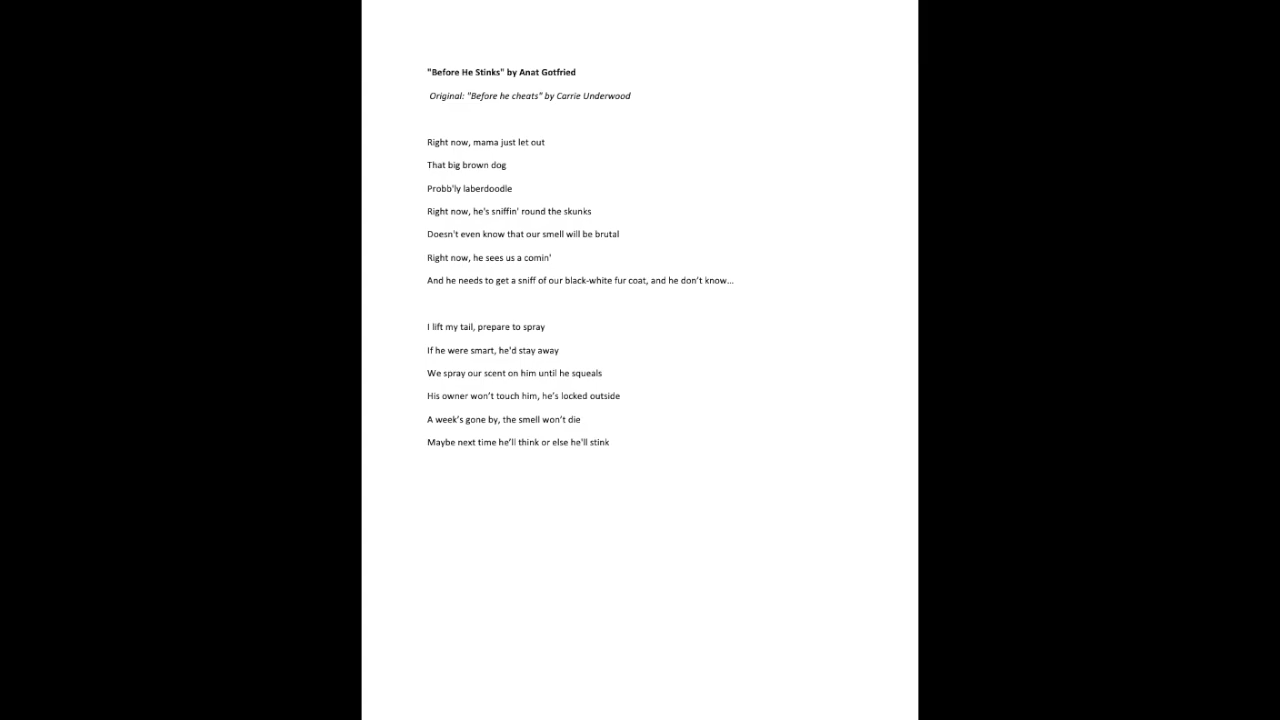 "Before He Stinks" by Anat Gotfried
Original: "Before he cheats" by Carrie Underwood
Right now, mama just let out
That big brown dog
Probb'ly laberdoodle
Right now, he's sniffin' round the skunks
Doesn't even know that our smell will be brutal
Right now, he sees us a comin'
And he needs to get a sniff of our black-white fur coat, and he don’t know...
I lift my tail, prepare to spray
If he were smart, he'd stay away
We spray our scent on him until he squeals
His owner won’t touch him, he’s locked outside
A week’s gone by, the smell won’t die
Maybe next time he’ll think or else he'll stink